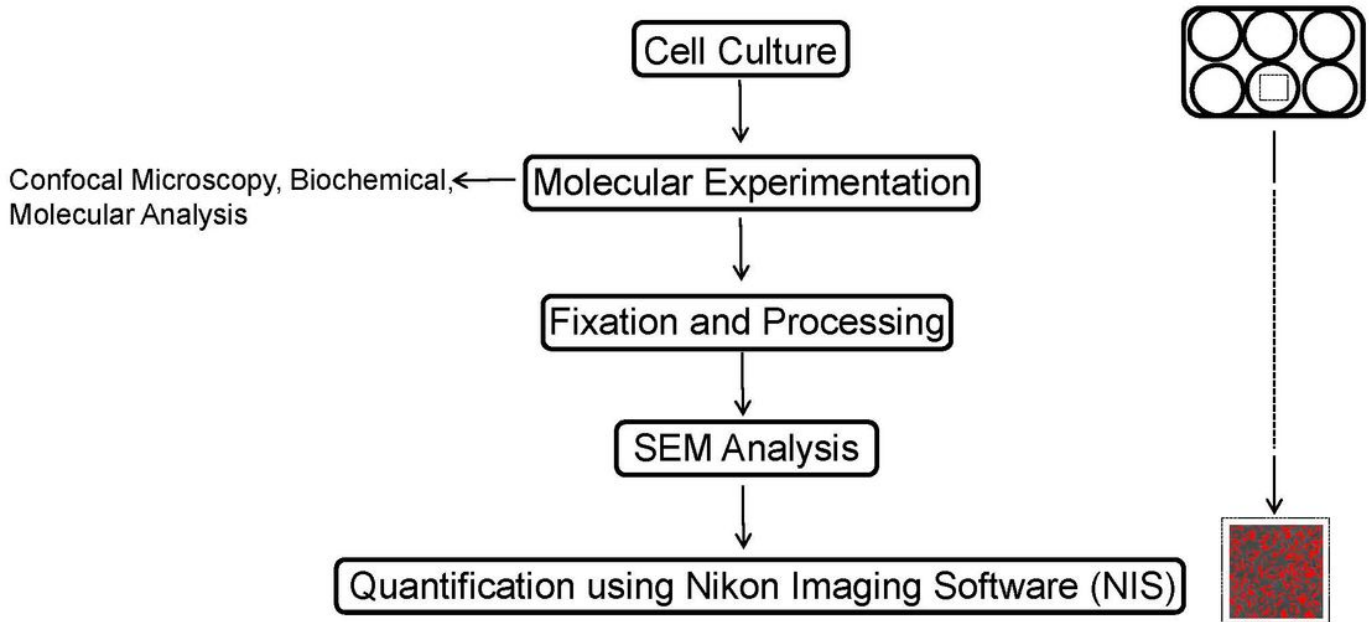 Cell Culture
Confocal Microscopy, Biochemical,
Molecular Analysis
Molecular Experimentation
Fixation and Processing
SEM Analysis
Quantification using Nikon Imaging Software (NIS)